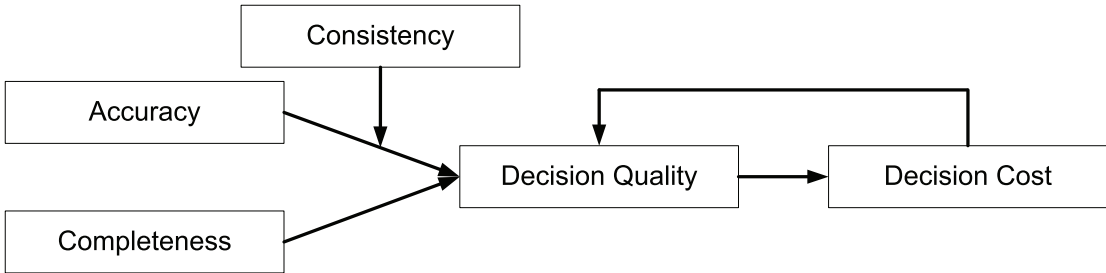 Consistency
Accuracy
Decision Quality
Decision Cost
Completeness